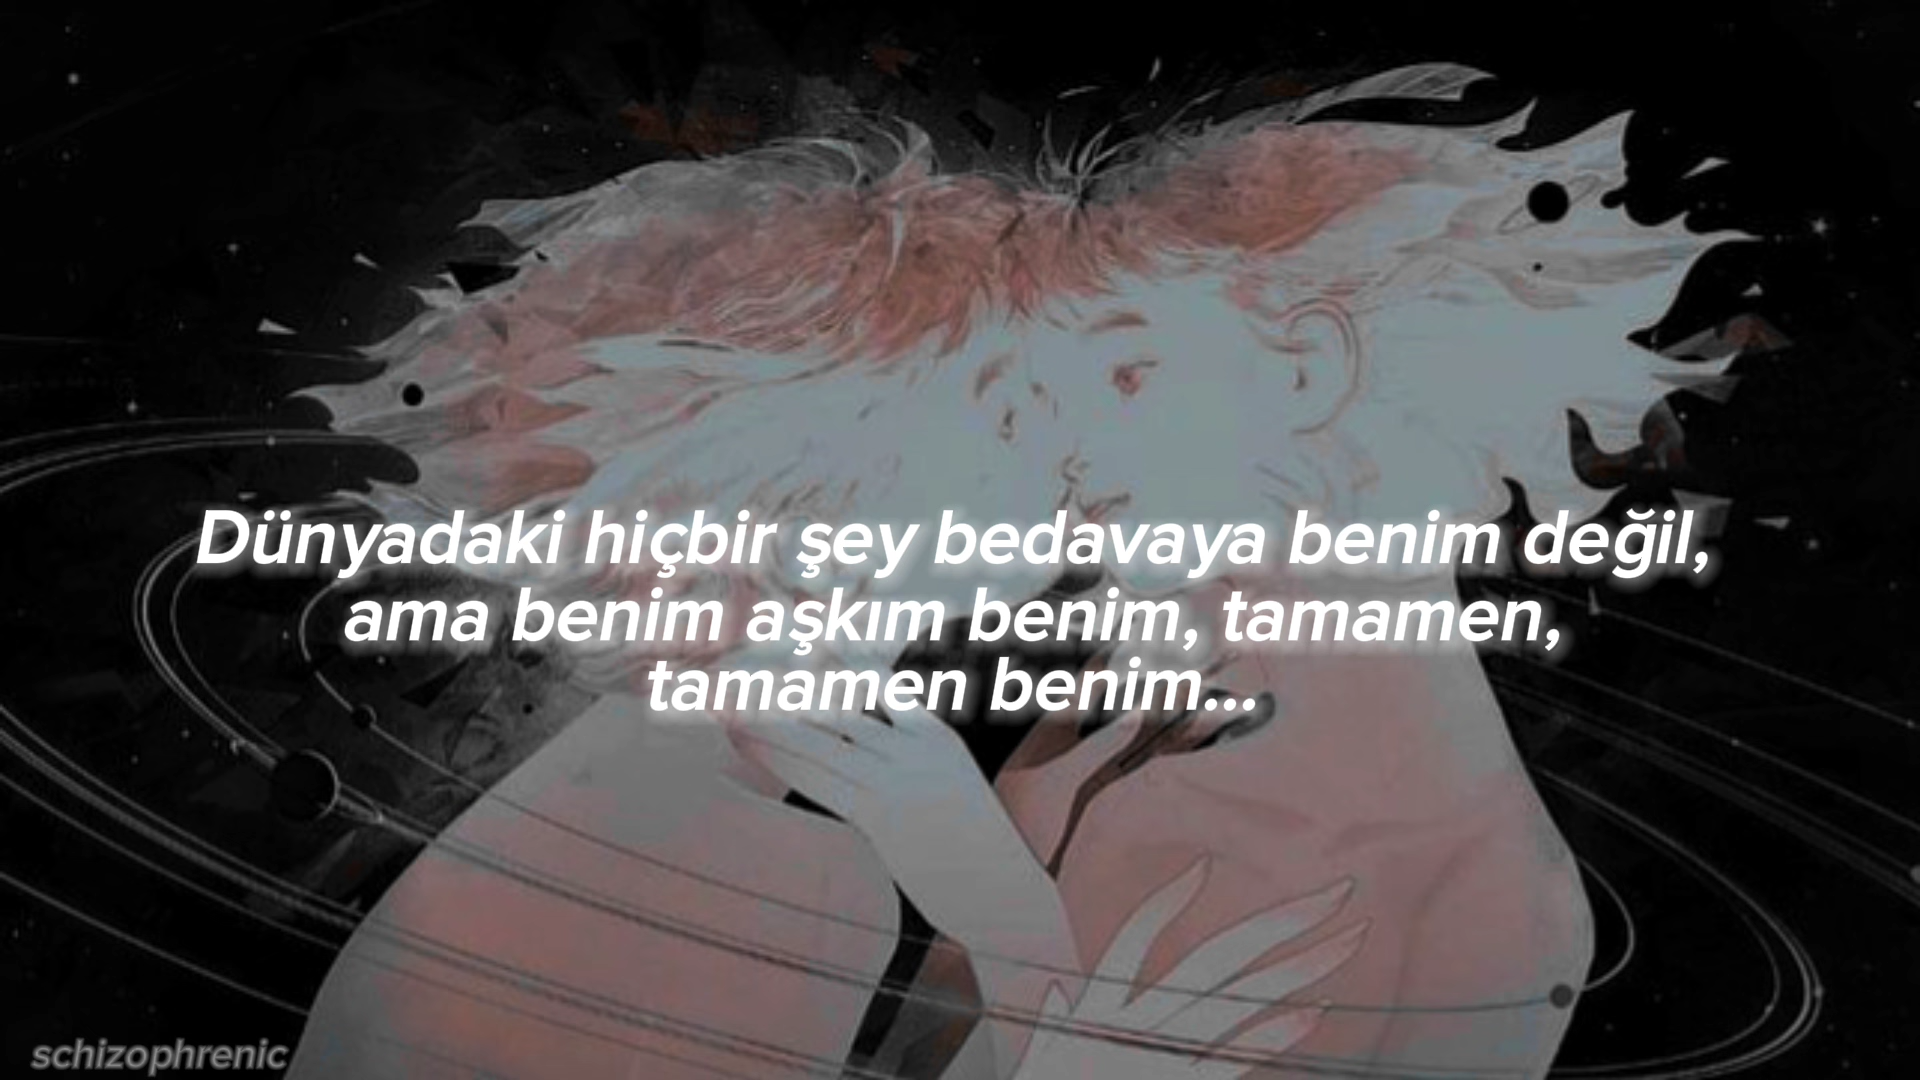 Dünyadaki hiçbir şey bedavaya benim değil,
ama benim aşkım benim, tamamen,
tamamen benim...
schizophrenic